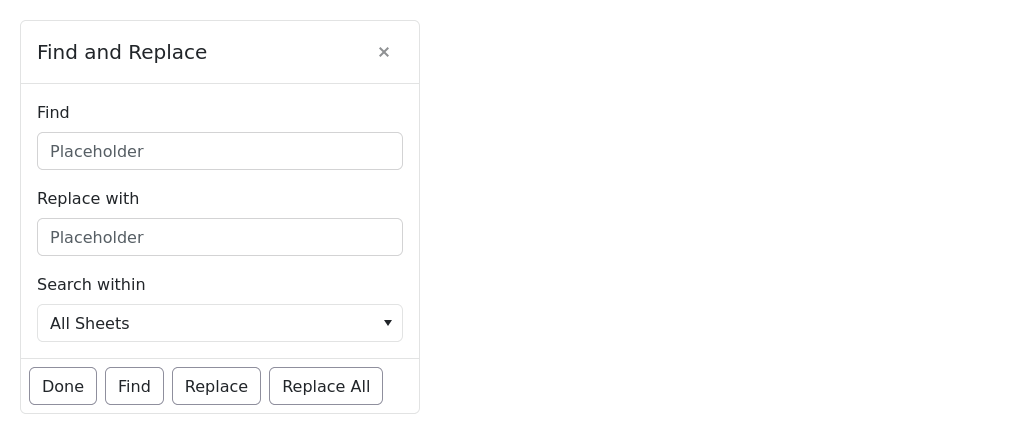 Find and Replace ×
Find
Placeholder
Replace with
Placeholder
Search within
All Sheets
Done Find Replace Replace All